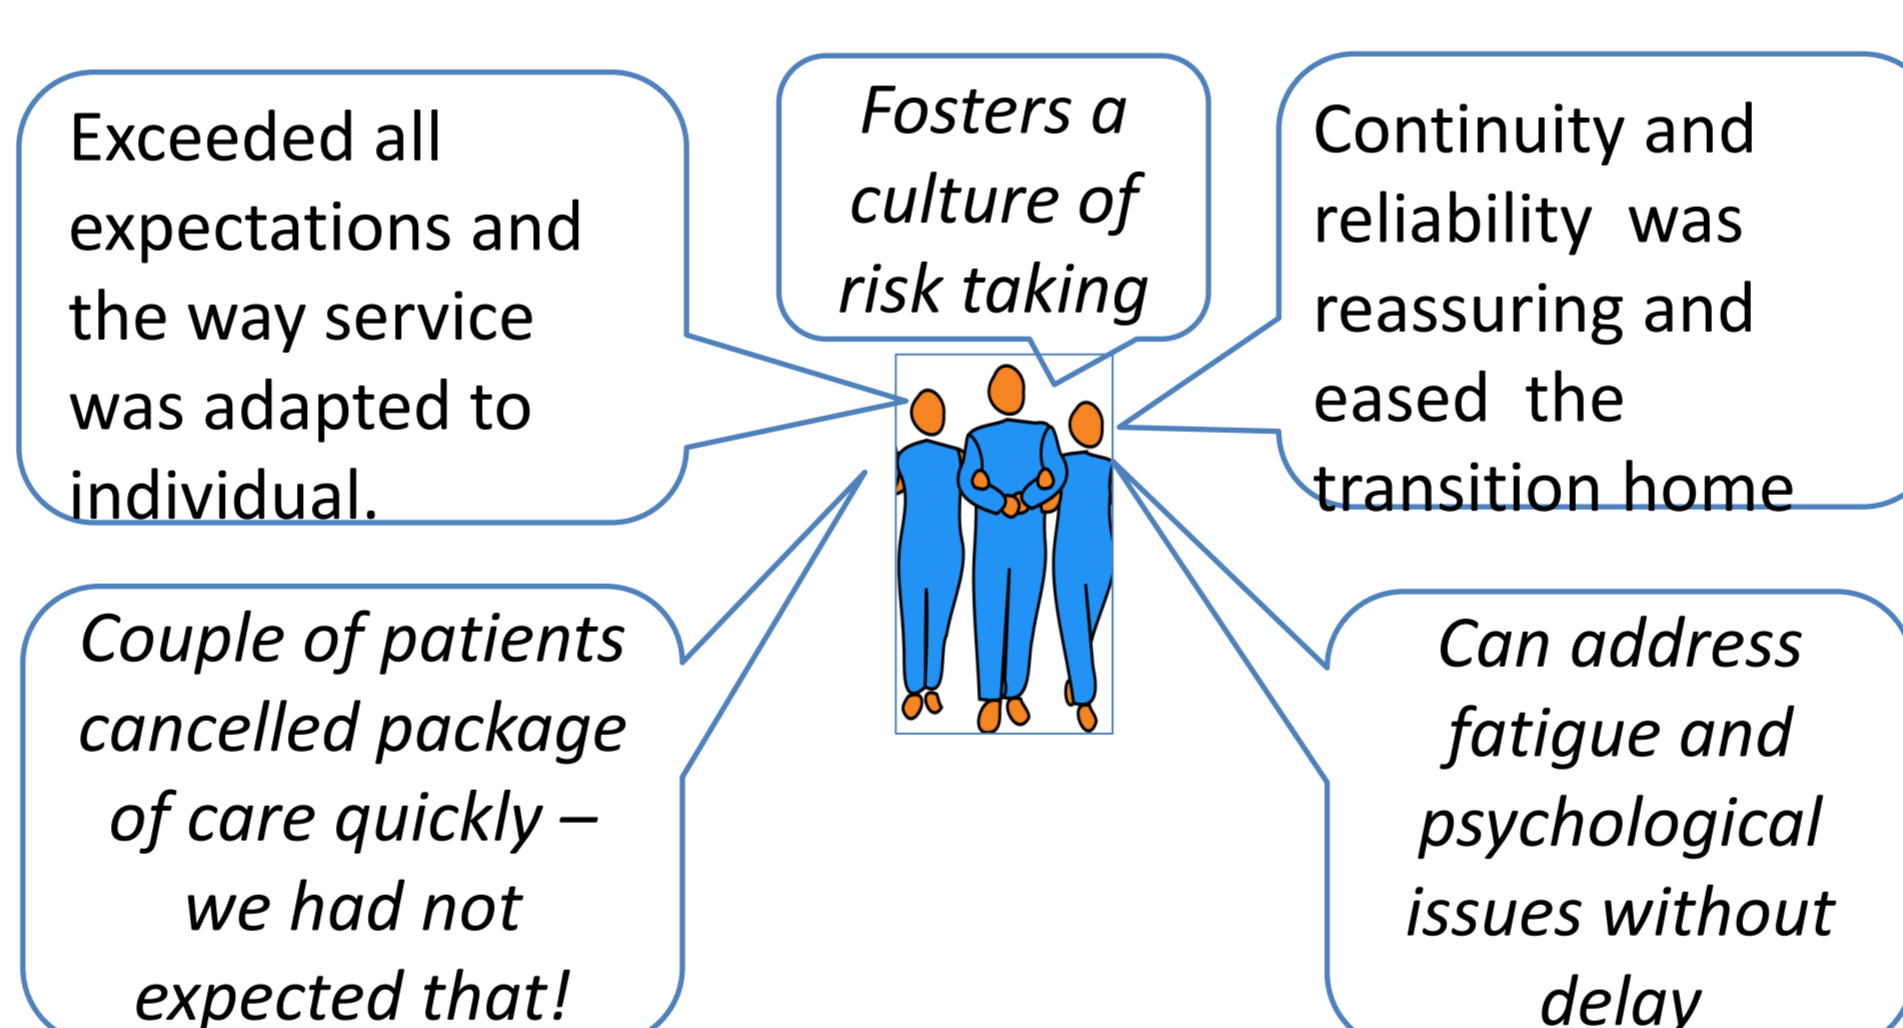 Exceeded all
expectations and
the way service
was adapted to
individual.
Fosters a
culture of
risk taking
Continuity and
reliability  was
reassuring and
eased  the
transition home
Couple of patients
cancelled package
of care quickly –
we had not
expected that!
Can address
fatigue and
psychological
issues without
delay